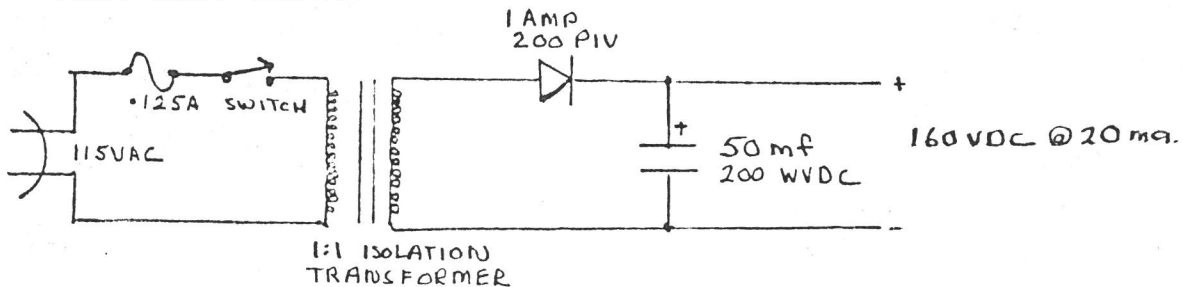 1 AMP
200 PIV
.125A SWITCH
115VAC
+
+
50 mf
200 WVDC
160 VDC @ 20 ma.
-
1:1 ISOLATION
TRANSFORMER